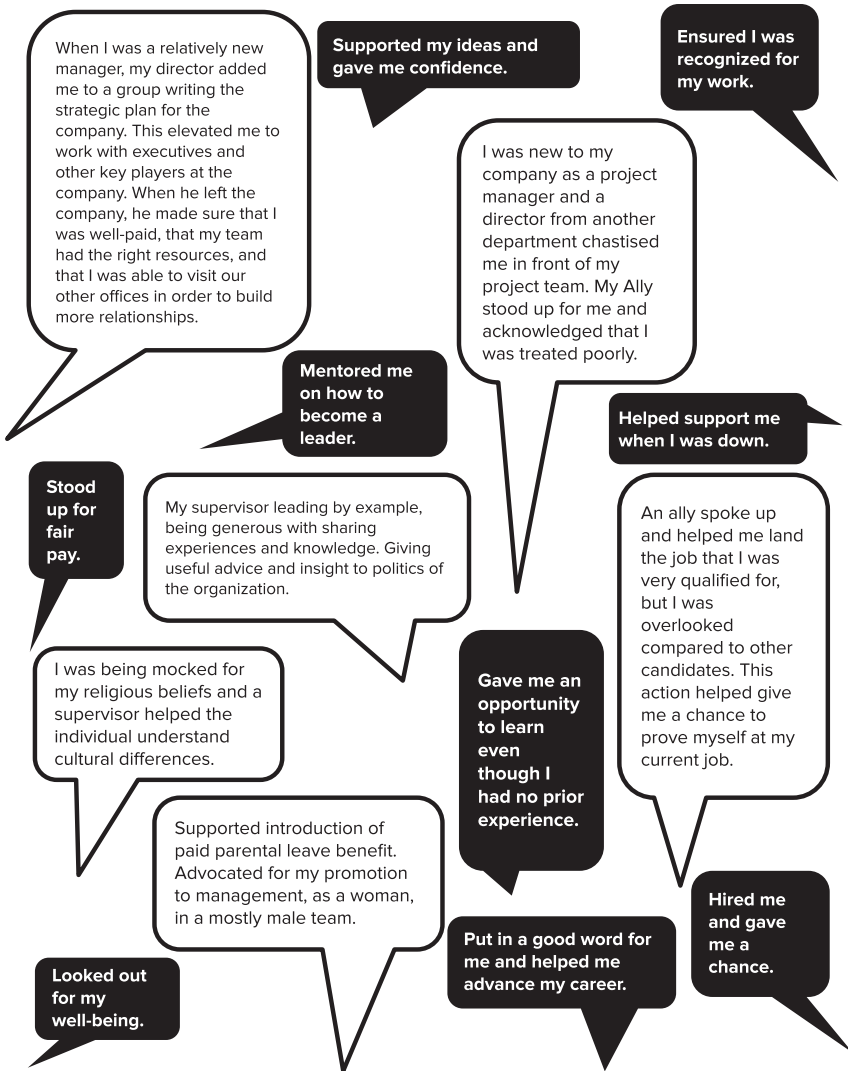 When I was a relatively new
manager, my director added
me to a group writing the
strategic plan for the
company. This elevated me to
work with executives and
other key players at the
company. When he left the
company, he made sure that I
was well-paid, that my team
had the right resources, and
that I was able to visit our
other offices in order to build
more relationships.
Supported my ideas and
gave me confidence.
Ensured I was
recognized for
my work.
I was new to my
company as a project
manager and a
director from another
department chastised
me in front of my
project team. My Ally
stood up for me and
acknowledged that I
was treated poorly.
Mentored me
on how to
become a
leader.
Helped support me
when I was down.
Stood
up for
fair
pay.
My supervisor leading by example,
being generous with sharing
experiences and knowledge. Giving
useful advice and insight to politics of
the organization.
An ally spoke up
and helped me land
the job that I was
very qualified for,
but I was
overlooked
compared to other
candidates. This
action helped give
me a chance to
prove myself at my
current job.
I was being mocked for
my religious beliefs and a
supervisor helped the
individual understand
cultural differences.
Gave me an
opportunity
to learn
even
though I
had no prior
experience.
Supported introduction of
paid parental leave benefit.
Advocated for my promotion
to management, as a woman,
in a mostly male team.
Hired me
and gave
me a
chance.
Put in a good word for
me and helped me
advance my career.
Looked out
for my
well-being.